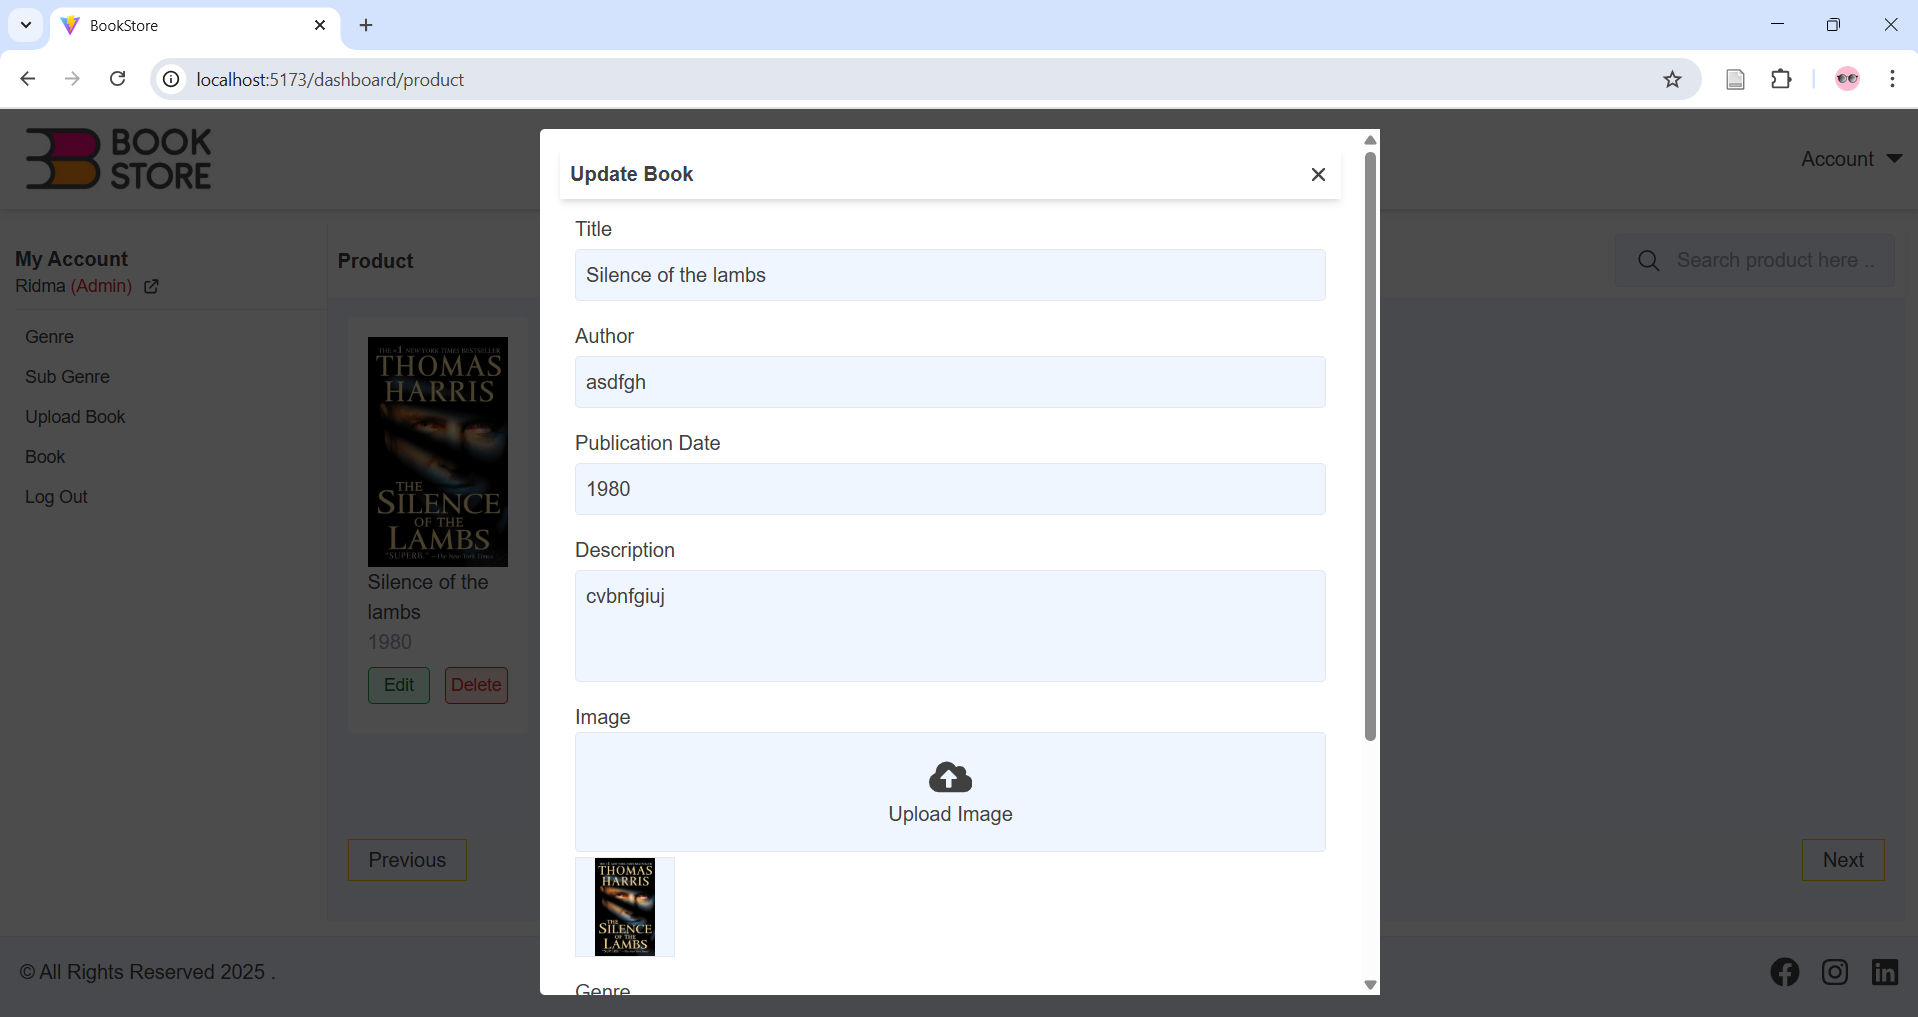 BookStore
localhost:5173/dashboard/product
BOOK
STORE
Account
My Account
Ridma (Admin)
Genre
Sub Genre
Upload Book
Book
Log Out
Product
Search product here ..
THE #1 NEW YORK TIMES BESTSELLER
THOMAS
HARRIS
THE
SILENCE
OF THE
LAMBS
"SUPERB." —The New York Times
Silence of the
lambs
1980
Edit
Delete
Previous
Next
Update Book
Title
Silence of the lambs
Author
asdfgh
Publication Date
1980
Description
cvbnfgiuj
Image
Upload Image
THOMAS
HARRIS
THE
SILENCE
OF THE
LAMBS
Genre
© All Rights Reserved 2025 .